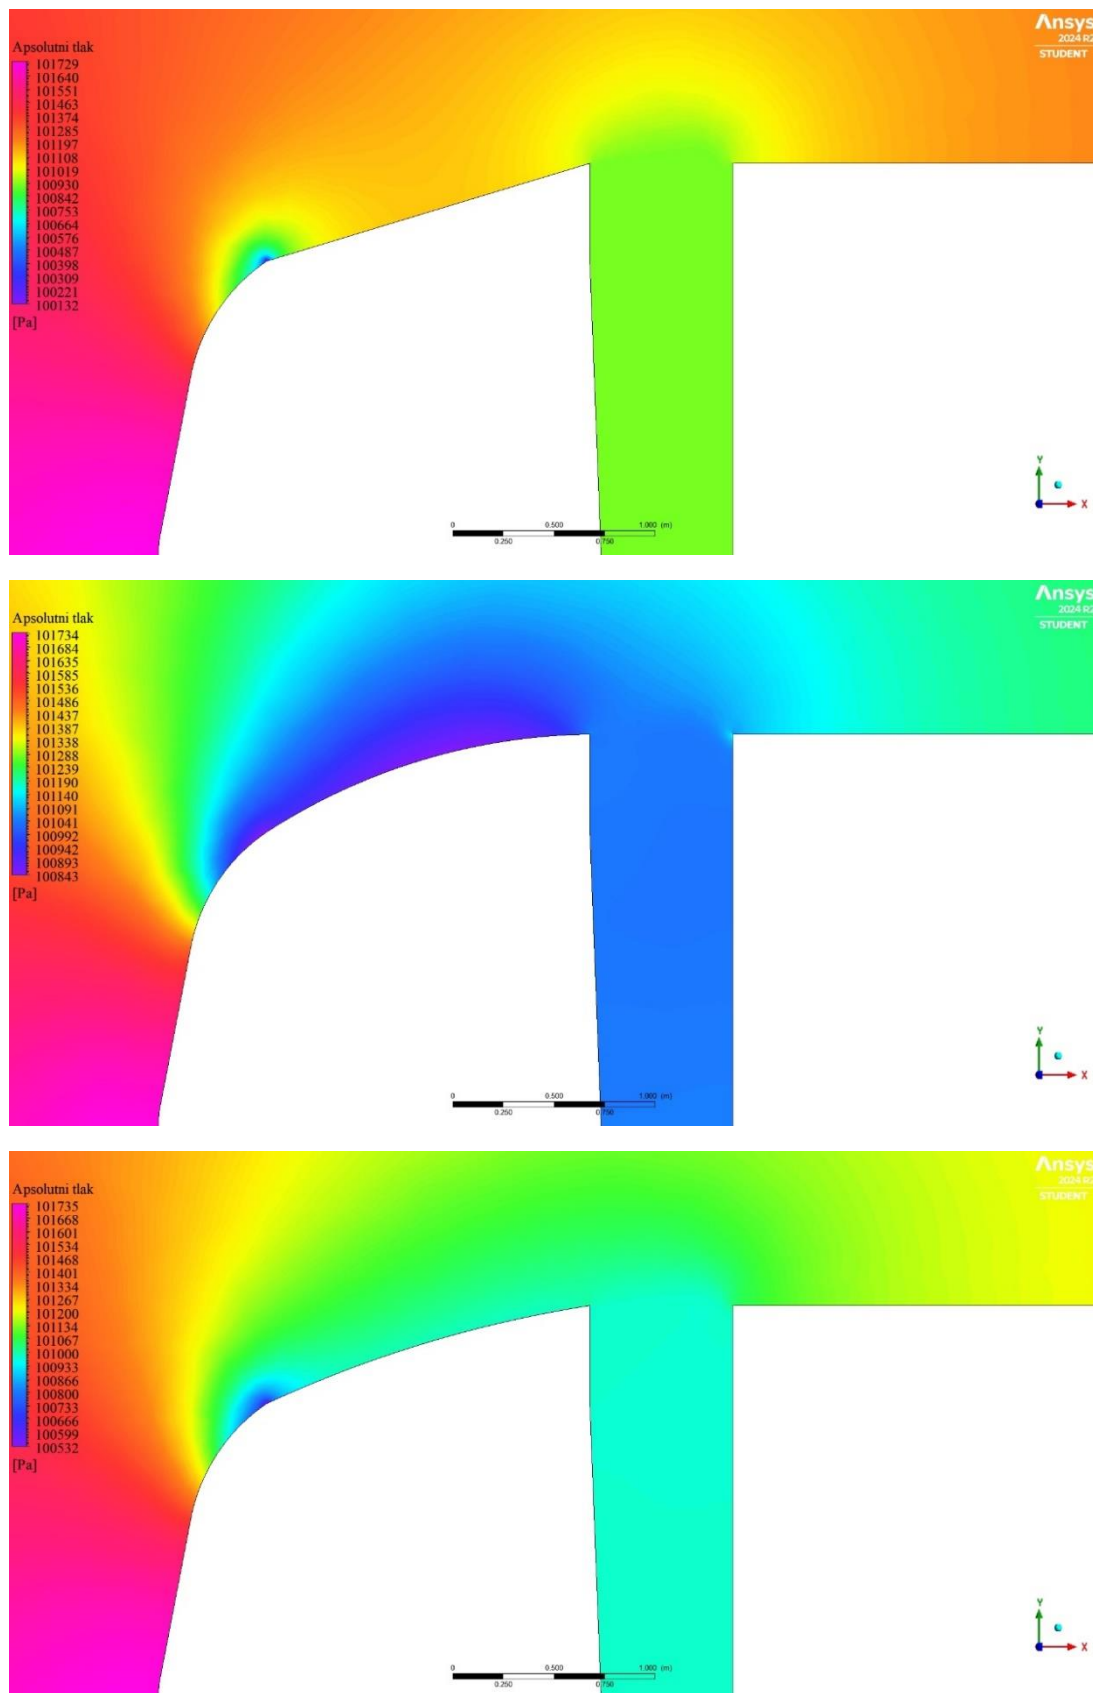 Ansys
2024 R2
STUDENT
Apsolutni tlak
101729
101640
101551
101463
101374
101285
101197
101108
101019
100930
100842
100753
100664
100576
100487
100398
100309
100221
100132
[Pa]
Y
X
0 0.500 1.000 (m)
0.250 0.750
Ansys
2024 R2
STUDENT
Apsolutni tlak
101734
101684
101635
101585
101536
101486
101437
101387
101338
101288
101239
101190
101140
101091
101041
100992
100942
100893
100843
[Pa]
Y
X
0 0.500 1.000 (m)
0.250 0.750
Ansys
2024 R2
STUDENT
Apsolutni tlak
101735
101668
101601
101534
101468
101401
101334
101267
101200
101134
101067
101000
100933
100866
100800
100733
100666
100599
100532
[Pa]
Y
X
0 0.500 1.000 (m)
0.250 0.750